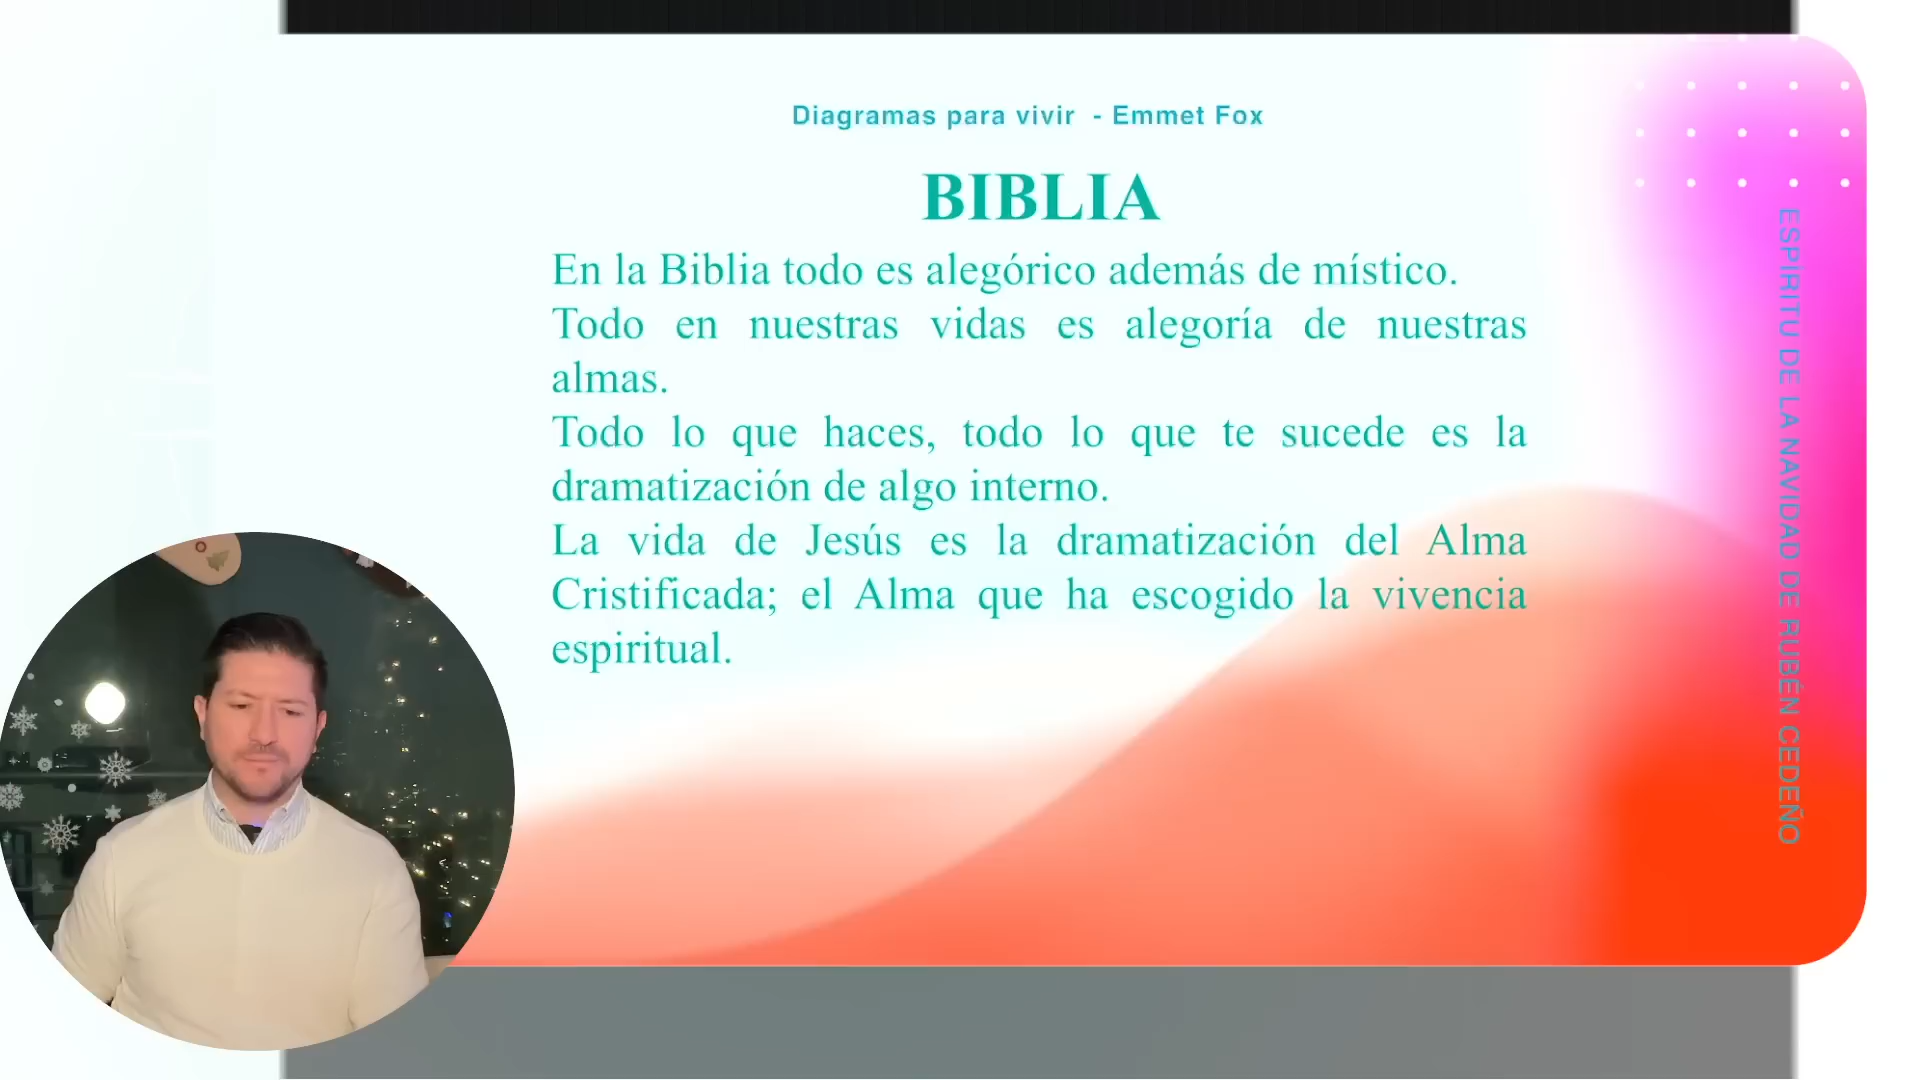 Diagramas para vivir - Emmet Fox
BIBLIA
En la Biblia todo es alegórico además de místico.
Todo en nuestras vidas es alegoría de nuestras
almas.
Todo lo que haces, todo lo que te sucede es la
dramatización de algo interno.
La vida de Jesús es la dramatización del Alma
Cristificada; el Alma que ha escogido la vivencia
espiritual.
ESPIRITU DE LA NAVIDAD DE RUBÉN CEDEÑO